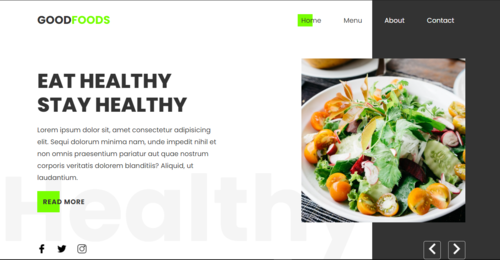 GOODFOODS
Home Menu About Contact
EAT HEALTHY
STAY HEALTHY
Lorem ipsum dolor sit, amet consectetur adipisicing
elit. Sequi dolorum minima nam, unde impedit nihil et
non omnis praesentium pariatur aut quae nostrum
corporis veritatis dolorem blanditiis? Aliquid, ut
laudantium.
Healthy
READ MORE